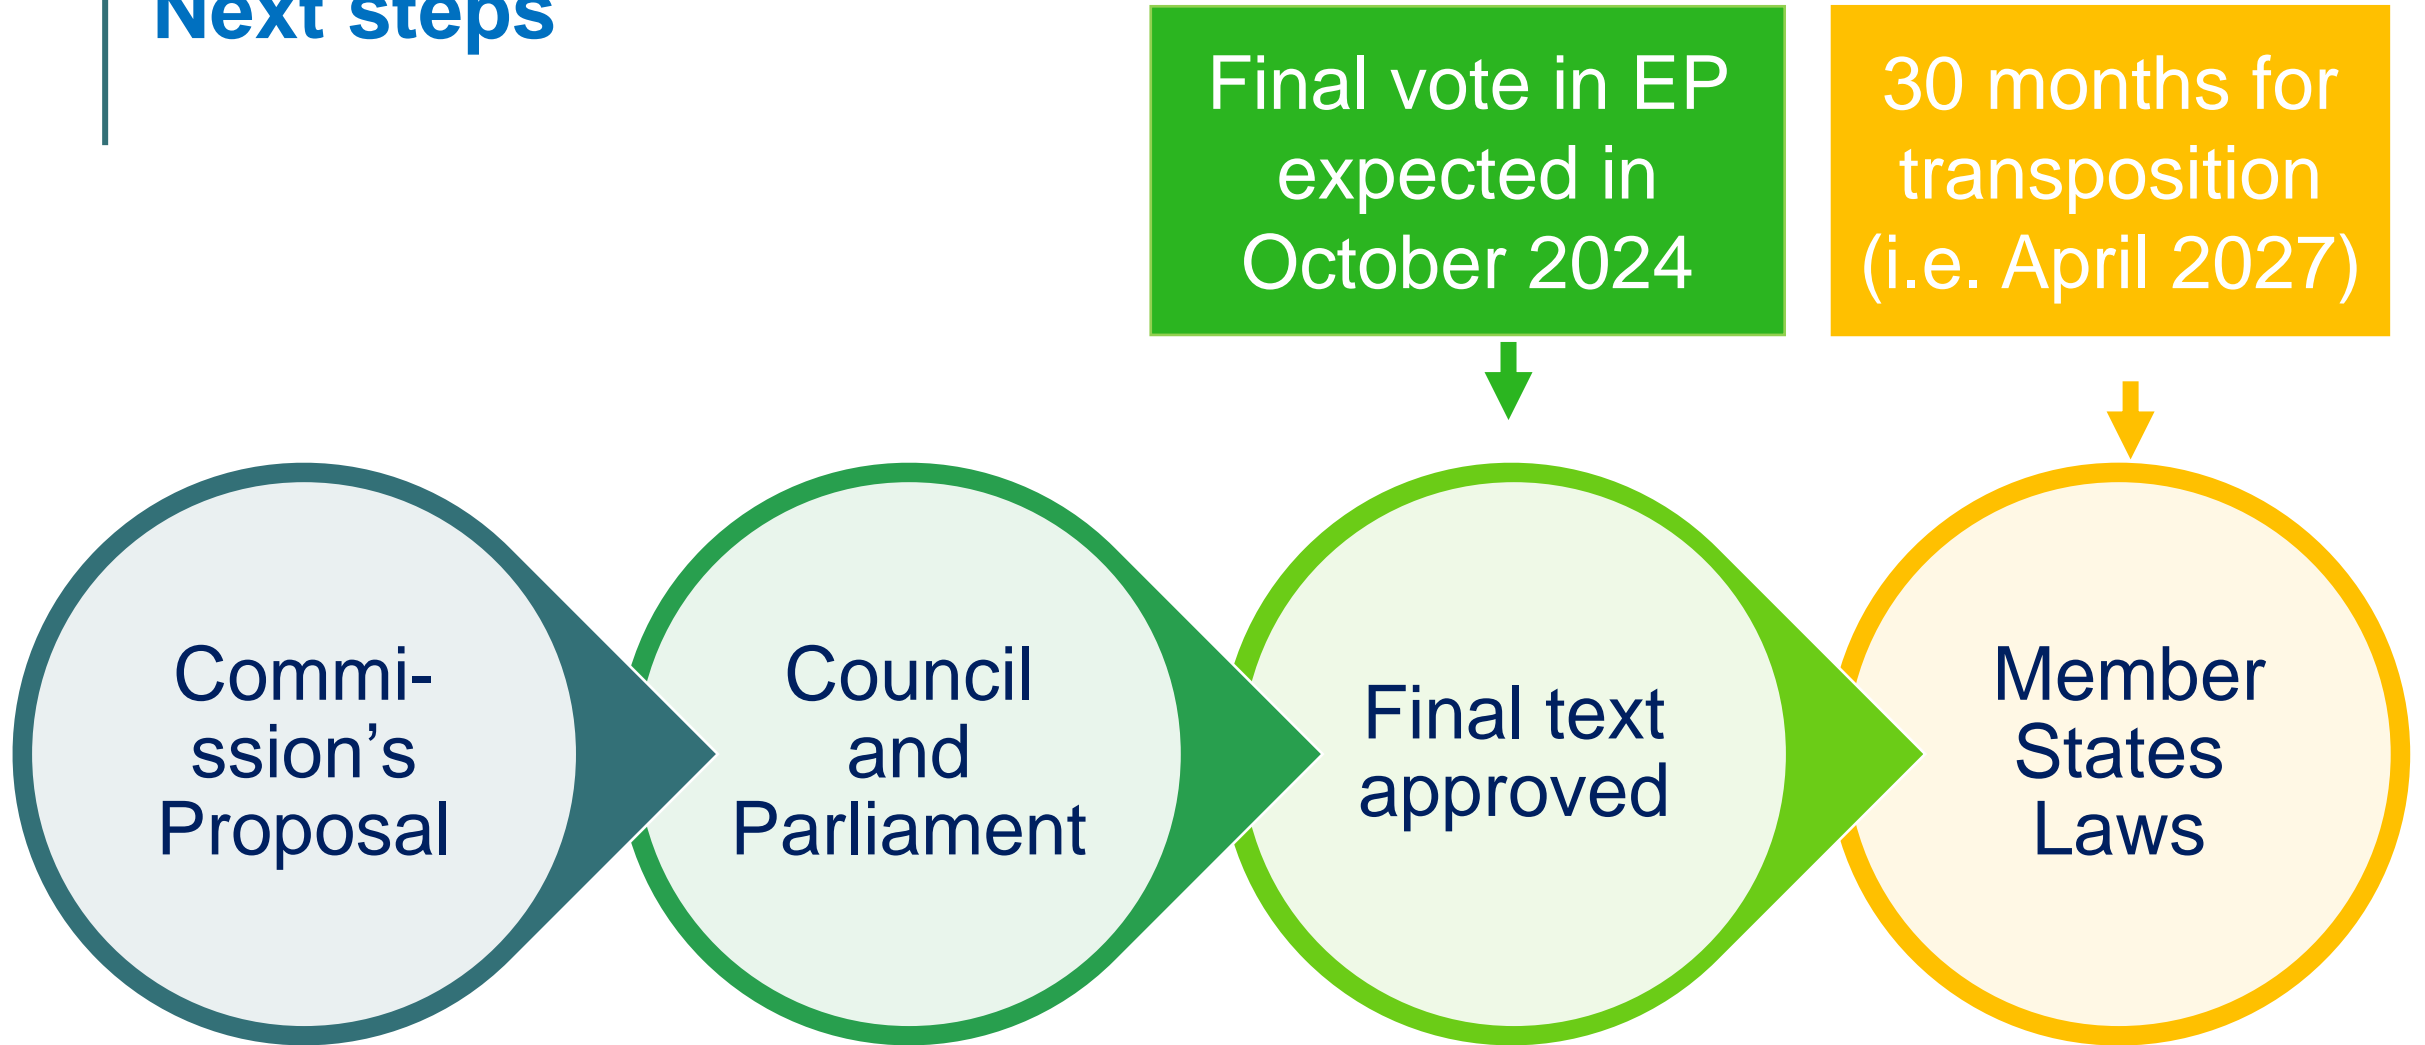 Next steps
Final vote in EP
expected in
October 2024
30 months for
transposition
(i.e. April 2027)
Commi-
ssion’s
Proposal
Council
and
Parliament
Final text
approved
Member
States
Laws